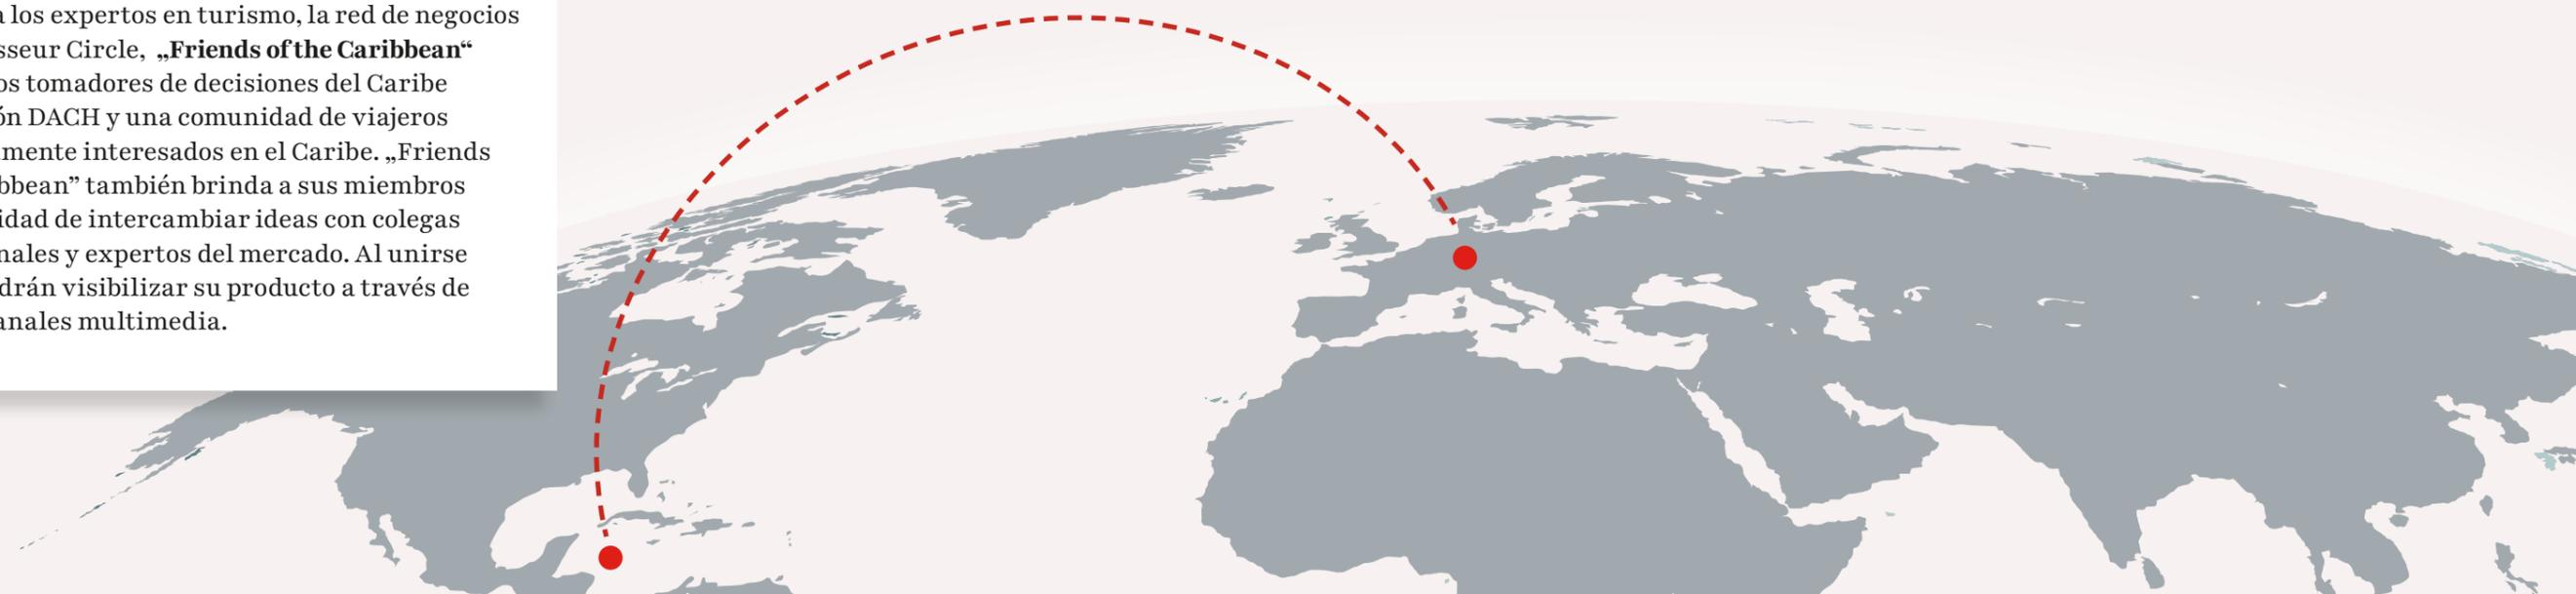 a los expertos en turismo, la red de negocios
sseur Circle, „Friends of the Caribbean“
os tomadores de decisiones del Caribe
ón DACH y una comunidad de viajeros
mente interesados en el Caribe. „Friends
bbean” también brinda a sus miembros
idad de intercambiar ideas con colegas
nales y expertos del mercado. Al unirse
drán visibilizar su producto a través de
anales multimedia.